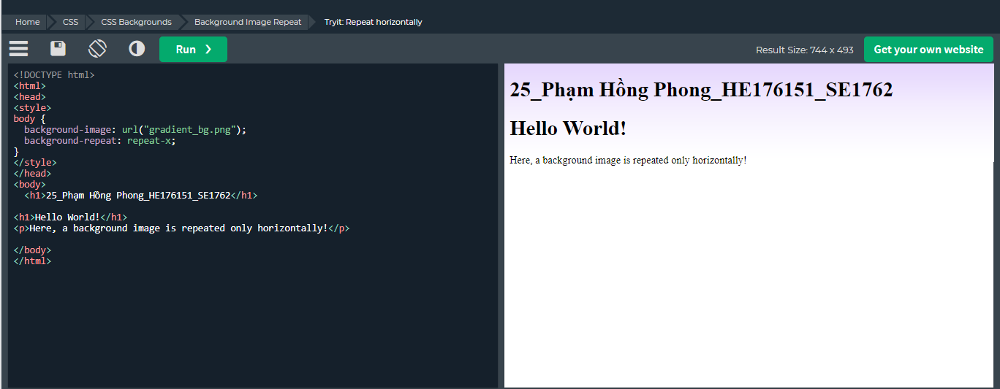 Home CSS CSS Backgrounds Background Image Repeat Tryit: Repeat horizontally
Run ❯ Result Size: 744 x 493 Get your own website
<!DOCTYPE html>
<html>
<head>
<style>
body {
  background-image: url("gradient_bg.png");
  background-repeat: repeat-x;
}
</style>
</head>
<body>
  <h1>25_Phạm Hồng Phong_HE176151_SE1762</h1>
<h1>Hello World!</h1>
<p>Here, a background image is repeated only horizontally!</p>
</body>
</html>
25_Phạm Hồng Phong_HE176151_SE1762
Hello World!
Here, a background image is repeated only horizontally!